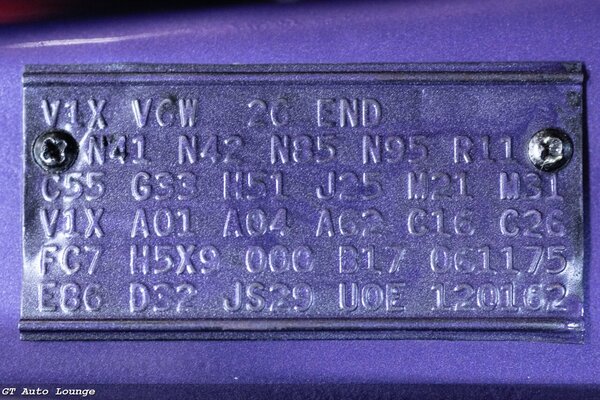 V1X V6W 26 END
N41 N42 N85 N95 R11
C55 G33 H51 J25 M21 M31
V1X A01 A04 A62 C16 C26
FC7 H5X9 000 B17 061175
E86 D32 JS29 U0E 120162
GT Auto Lounge